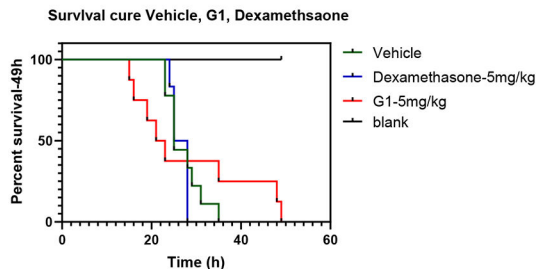 Survlval cure Vehicle, G1, Dexamethsaone
Percent survival-49h
100
50
0
0
20
40
60
Time (h)
Vehicle
Dexamethasone-5mg/kg
G1-5mg/kg
blank